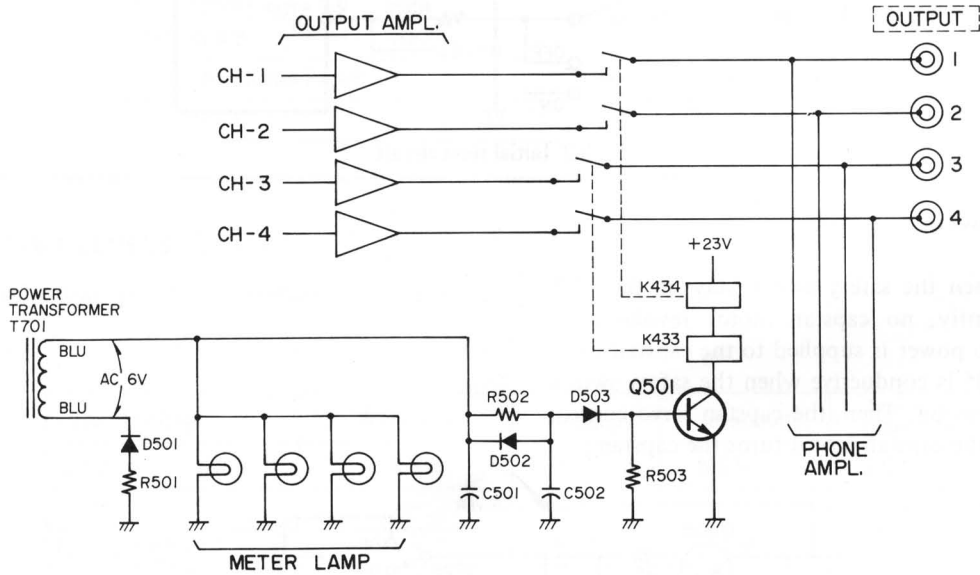 OUTPUT AMPL.
OUTPUT
CH-1
1
CH-2
2
CH-3
3
CH-4
4
+23V
K434
K433
POWER
TRANSFORMER
T701
BLU
AC 6V
BLU
D501
R501
R502
D503
Q501
D502
C501
C502
R503
PHONE
AMPL.
METER LAMP